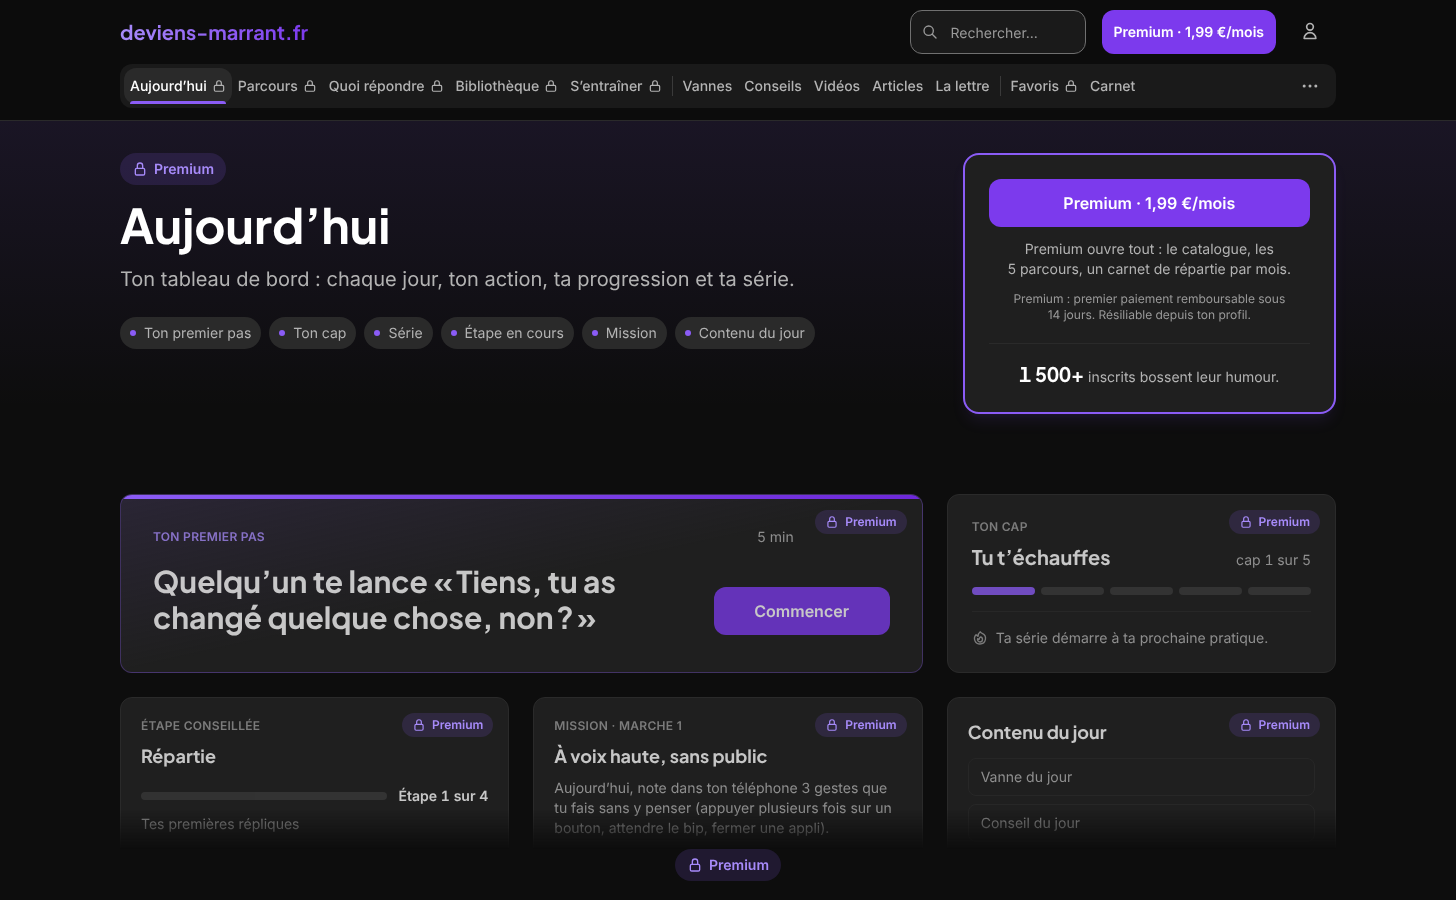 deviens-marrant.fr
Rechercher...
Premium · 1,99 €/mois
Aujourd’hui
Parcours
Quoi répondre
Bibliothèque
S’entraîner
Vannes
Conseils
Vidéos
Articles
La lettre
Favoris
Carnet
Premium
Aujourd’hui
Ton tableau de bord : chaque jour, ton action, ta progression et ta série.
Ton premier pas
Ton cap
Série
Étape en cours
Mission
Contenu du jour
Premium · 1,99 €/mois
Premium ouvre tout : le catalogue, les
5 parcours, un carnet de répartie par mois.
Premium : premier paiement remboursable sous
14 jours. Résiliable depuis ton profil.
1 500+ inscrits bossent leur humour.
TON PREMIER PAS
5 min
Premium
Quelqu’un te lance « Tiens, tu as
changé quelque chose, non ? »
Commencer
TON CAP
Premium
Tu t’échauffes
cap 1 sur 5
Ta série démarre à ta prochaine pratique.
ÉTAPE CONSEILLÉE
Premium
Répartie
Étape 1 sur 4
Tes premières répliques
MISSION · MARCHE 1
Premium
À voix haute, sans public
Aujourd’hui, note dans ton téléphone 3 gestes que
tu fais sans y penser (appuyer plusieurs fois sur un
bouton, attendre le bip, fermer une appli).
Contenu du jour
Premium
Vanne du jour
Conseil du jour
Premium